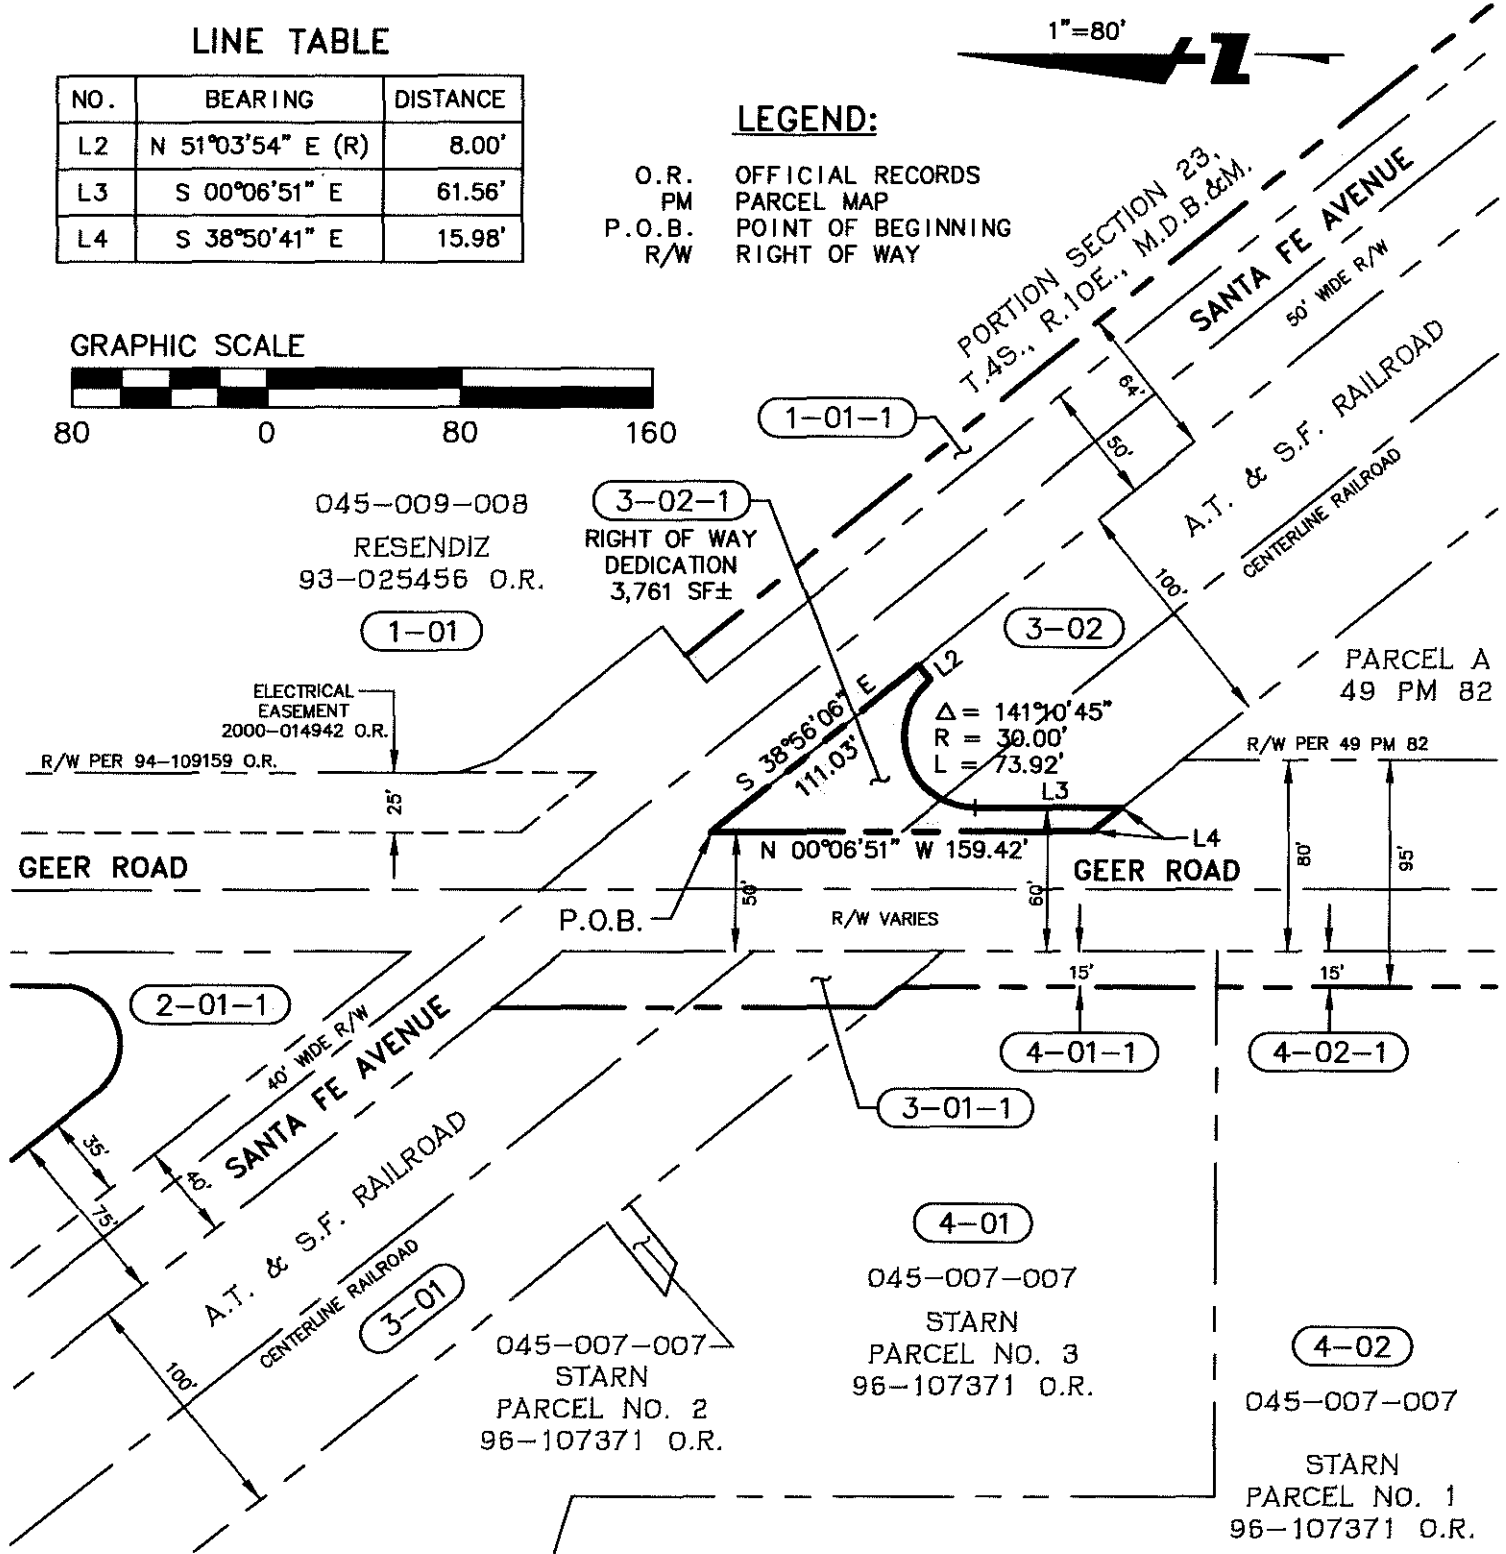 LINE TABLE
NO. BEARING DISTANCE
L2 N 51°03'54" E (R) 8.00'
L3 S 00°06'51" E 61.56'
L4 S 38°50'41" E 15.98'
1"=80'
Z
LEGEND:
O.R. OFFICIAL RECORDS
PM PARCEL MAP
P.O.B. POINT OF BEGINNING
R/W RIGHT OF WAY
GRAPHIC SCALE
80 0 80 160
PORTION SECTION 23,
T.4S., R.10E., M.D.B.&M.
SANTA FE AVENUE
50' WIDE R/W
64'
50'
A.T. & S.F. RAILROAD
CENTERLINE RAILROAD
100'
1-01-1
045-009-008
RESENDIZ
93-025456 O.R.
1-01
3-02-1
RIGHT OF WAY
DEDICATION
3,761 SF±
3-02
PARCEL A
49 PM 82
ELECTRICAL
EASEMENT
2000-014942 O.R.
R/W PER 94-109159 O.R.
25'
L2
S 38°56'06" E
111.03'
Δ = 141°10'45"
R = 30.00'
L = 73.92'
L3
R/W PER 49 PM 82
L4
N 00°06'51" W 159.42'
GEER ROAD
GEER ROAD
80'
95'
50'
60'
P.O.B.
R/W VARIES
15'
15'
2-01-1
40' WIDE R/W
SANTA FE AVENUE
4-01-1
4-02-1
3-01-1
35'
75'
40'
A.T. & S.F. RAILROAD
CENTERLINE RAILROAD
3-01
100'
045-007-007
STARN
PARCEL NO. 2
96-107371 O.R.
4-01
045-007-007
STARN
PARCEL NO. 3
96-107371 O.R.
4-02
045-007-007
STARN
PARCEL NO. 1
96-107371 O.R.